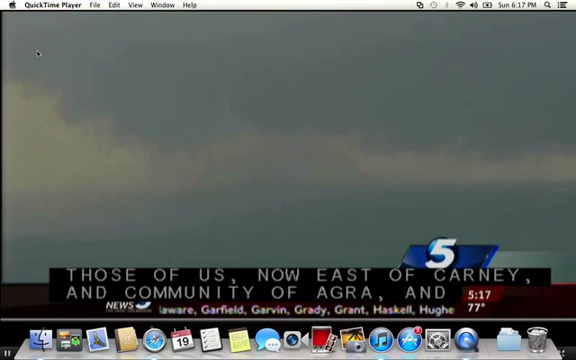 QuickTime Player File Edit View Window Help Sun 6:17 PM
5
THOSE OF US, NOW EAST OF CARNEY,
AND COMMUNITY OF AGRA, AND
5:17
NEWS 5
laware, Garfield, Garvin, Grady, Grant, Haskell, Hughe
77°
19